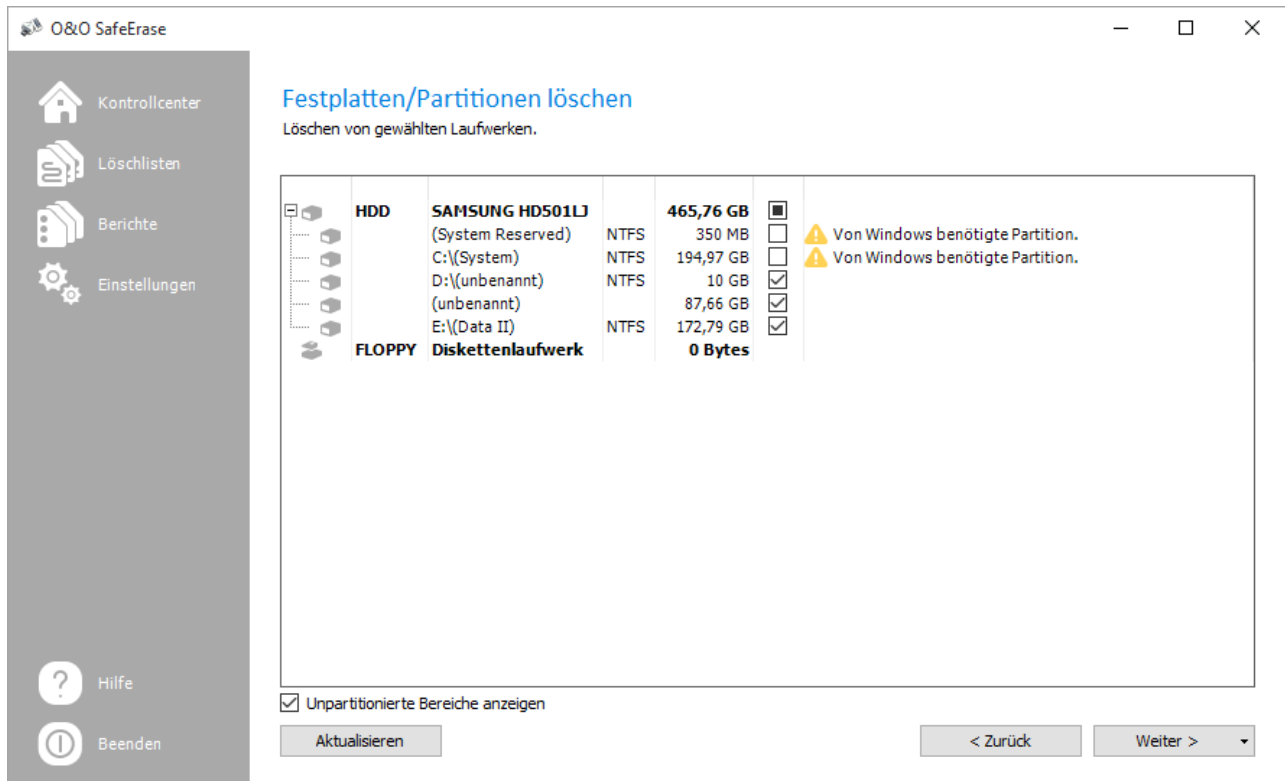 O&O SafeErase
Kontrollcenter
Löschlisten
Berichte
Einstellungen
Hilfe
Beenden
Festplatten/Partitionen löschen
Löschen von gewählten Laufwerken.
HDD SAMSUNG HD501LJ 465,76 GB
(System Reserved) NTFS 350 MB Von Windows benötigte Partition.
C:\(System) NTFS 194,97 GB Von Windows benötigte Partition.
D:\(unbenannt) NTFS 10 GB
(unbenannt) 87,66 GB
E:\(Data II) NTFS 172,79 GB
FLOPPY Diskettenlaufwerk 0 Bytes
Unpartitionierte Bereiche anzeigen
Aktualisieren < Zurück Weiter >